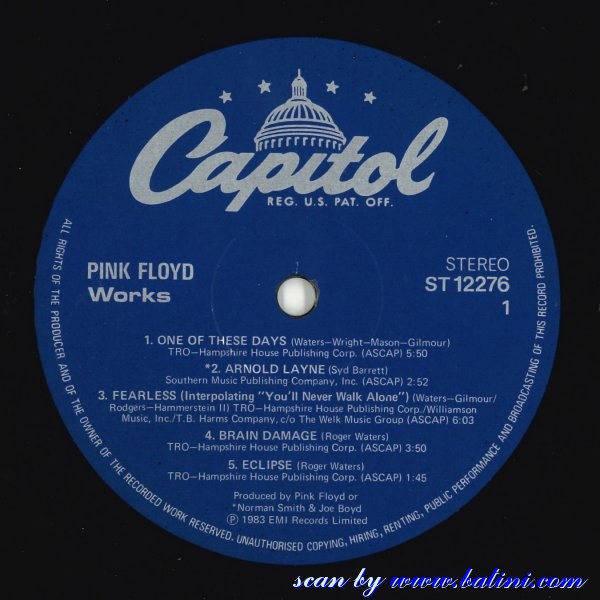 Capitol
REG. U.S. PAT. OFF.
PINK FLOYD
Works
STEREO
ST 12276
1
1. ONE OF THESE DAYS (Waters—Wright—Mason—Gilmour)
TRO—Hampshire House Publishing Corp. (ASCAP) 5:50
*2. ARNOLD LAYNE (Syd Barrett)
Southern Music Publishing Company, Inc. (ASCAP) 2:52
3. FEARLESS (Interpolating "You'll Never Walk Alone") (Waters—Gilmour/
Rodgers—Hammerstein II) TRO—Hampshire House Publishing Corp./Williamson
Music, Inc./T.B. Harms Company, c/o The Welk Music Group (ASCAP) 6:03
4. BRAIN DAMAGE (Roger Waters)
TRO—Hampshire House Publishing Corp. (ASCAP) 3:50
5. ECLIPSE (Roger Waters)
TRO—Hampshire House Publishing Corp. (ASCAP) 1:45
Produced by Pink Floyd or
*Norman Smith & Joe Boyd
Ⓟ 1983 EMI Records Limited
ALL RIGHTS OF THE PRODUCER AND OF THE OWNER OF THE RECORDED WORK RESERVED. UNAUTHORISED COPYING, HIRING, RENTING, PUBLIC PERFORMANCE AND BROADCASTING OF THIS RECORD PROHIBITED.
scan by www.batini.com